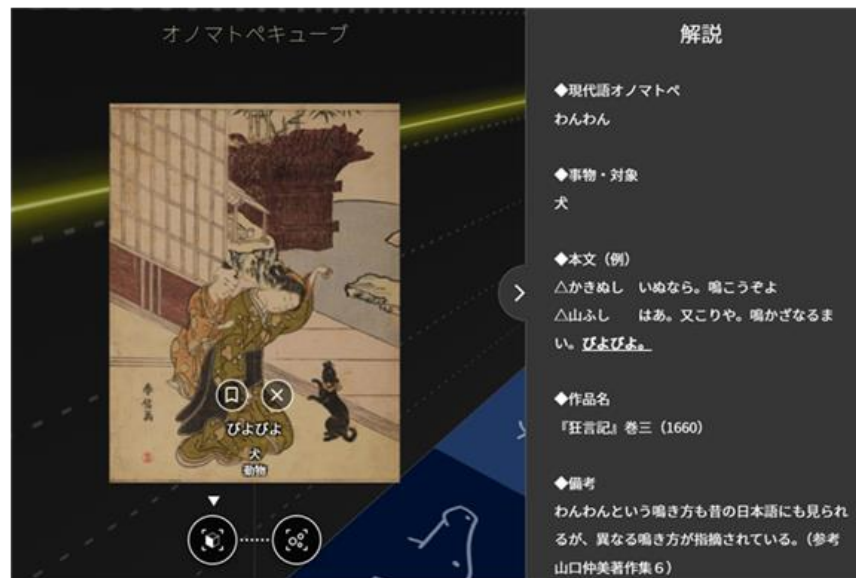 オノマトペキューブ
春信画
びよびよ
犬
動物
解説
◆現代語オノマトペ
わんわん
◆事物・対象
犬
◆本文（例）
△かきぬし　いぬなら。鳴こうぞよ
△山ふし　　はあ。又こりや。鳴かざなるま
い。びよびよ。
◆作品名
『狂言記』巻三（1660）
◆備考
わんわんという鳴き方も昔の日本語にも見られ
るが、異なる鳴き方が指摘されている。（参考
山口仲美著作集６）